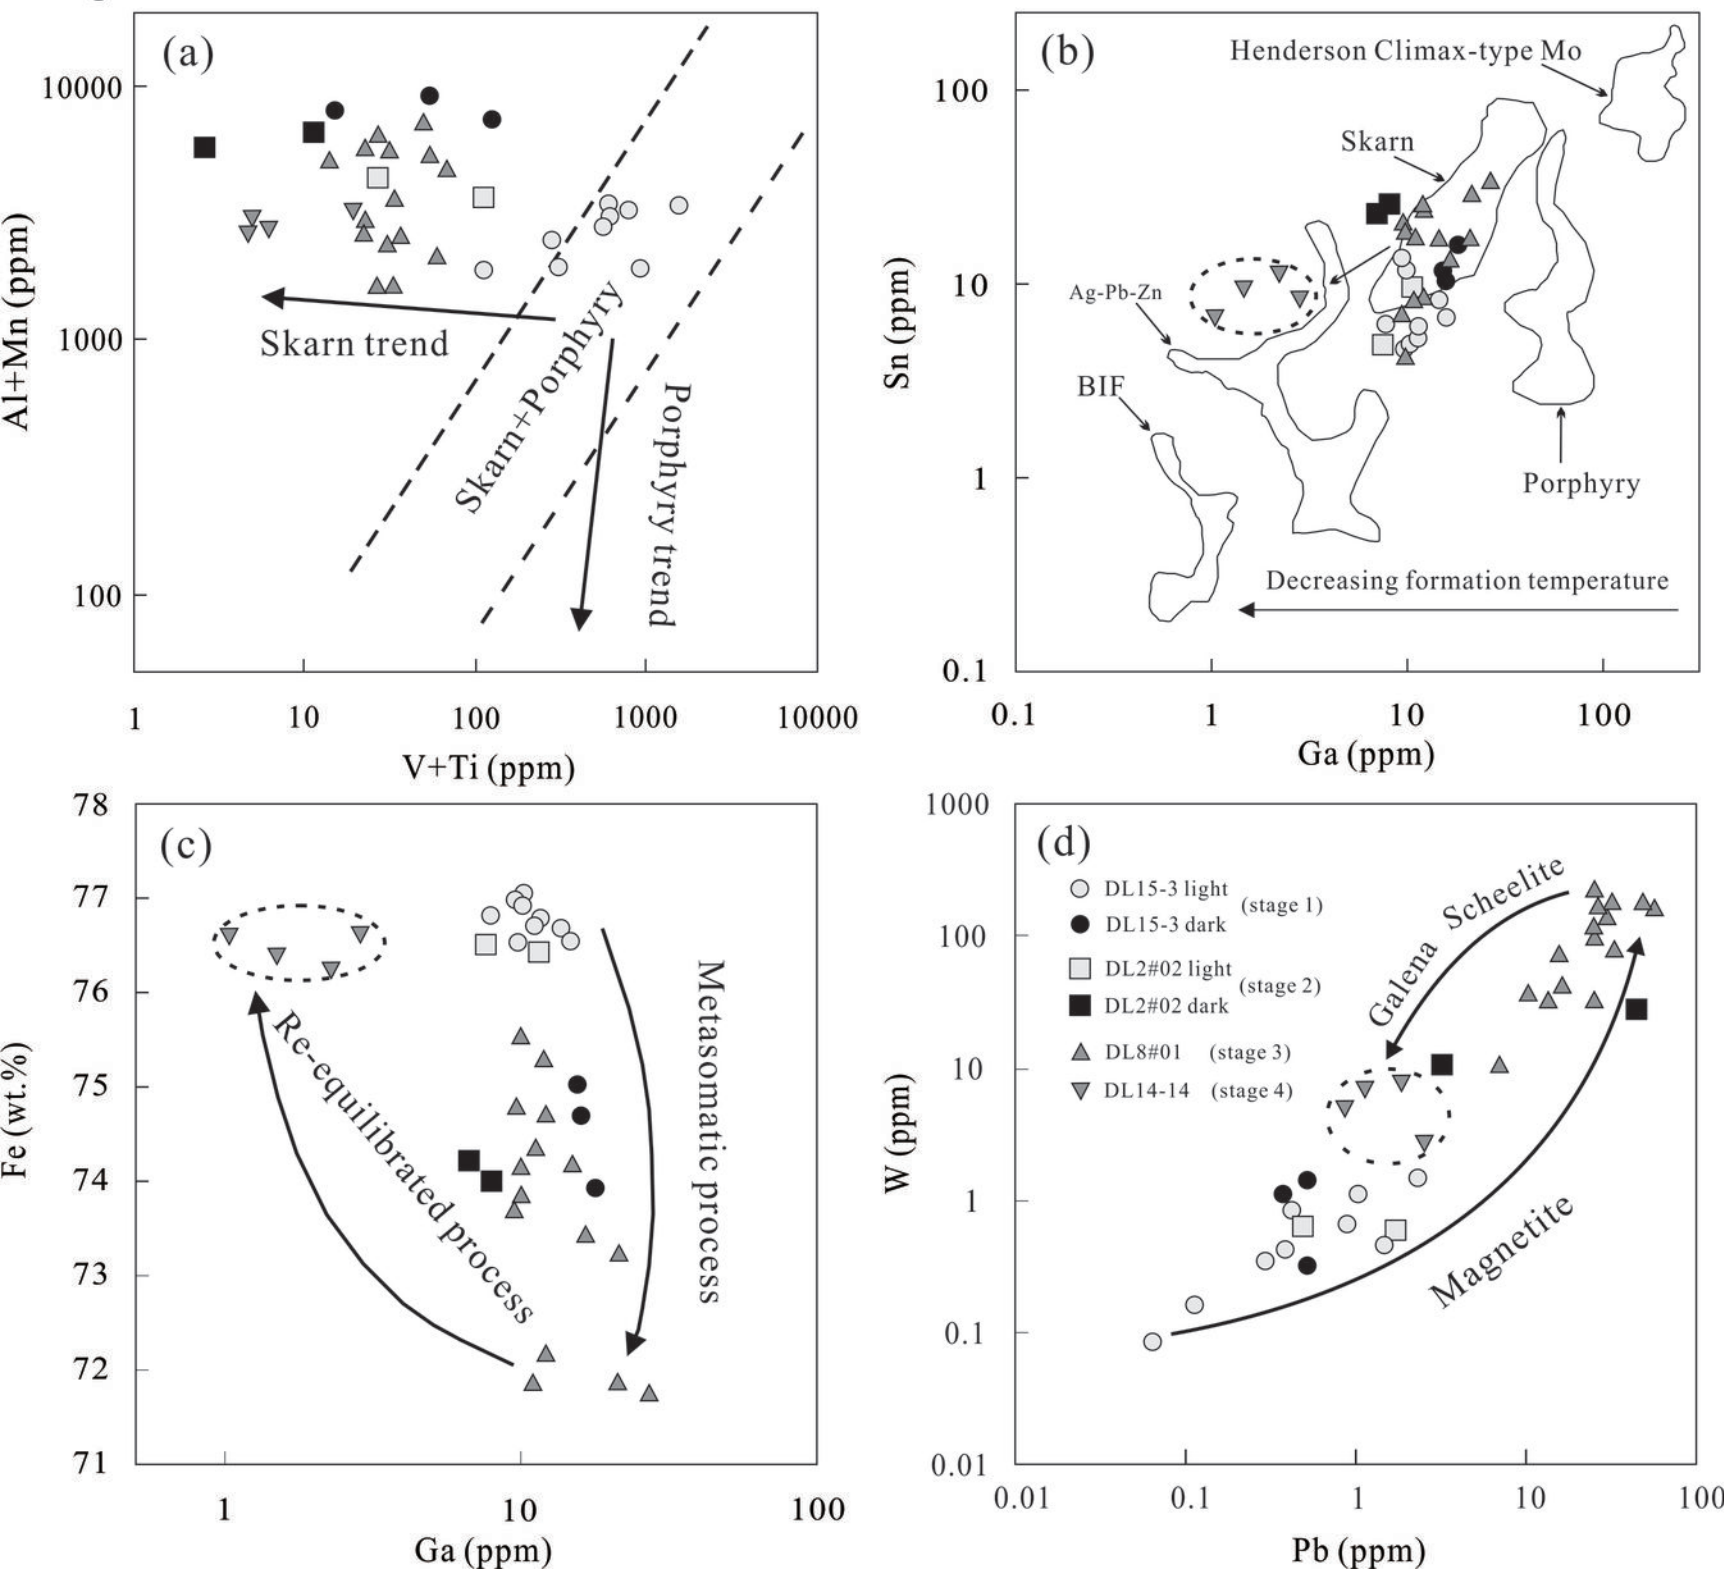 (a)
10000
1000
100
Al+Mn (ppm)
Skarn trend
Skarn+Porphyry
Porphyry trend
1 10 100 1000 10000
V+Ti (ppm)
(b)
100
10
1
0.1
Sn (ppm)
Henderson Climax-type Mo
Skarn
Ag-Pb-Zn
BIF
Porphyry
Decreasing formation temperature
0.1 1 10 100
Ga (ppm)
(c)
78
77
76
75
74
73
72
71
Fe (wt.%)
Re-equilibrated process
Metasomatic process
1 10 100
Ga (ppm)
(d)
1000
100
10
1
0.1
0.01
W (ppm)
DL15-3 light
(stage 1)
DL15-3 dark
DL2#02 light
(stage 2)
DL2#02 dark
DL8#01 (stage 3)
DL14-14 (stage 4)
Galena Scheelite
Magnetite
0.01 0.1 1 10 100
Pb (ppm)